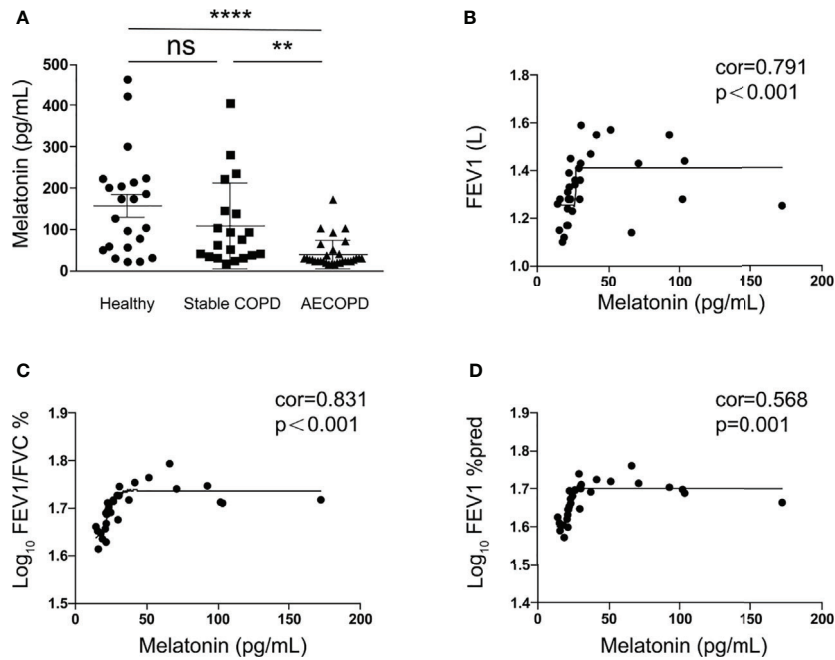 A
****
ns
**
Melatonin (pg/mL)
500
400
300
200
100
0
Healthy
Stable COPD
AECOPD
B
cor=0.791
p<0.001
FEV1 (L)
1.8
1.6
1.4
1.2
1.0
0
50
100
150
200
Melatonin (pg/mL)
C
cor=0.831
p<0.001
Log10 FEV1/FVC %
1.9
1.8
1.7
1.6
1.5
0
50
100
150
200
Melatonin (pg/mL)
D
cor=0.568
p=0.001
Log10 FEV1 %pred
1.9
1.8
1.7
1.6
1.5
1.4
0
50
100
150
200
Melatonin (pg/mL)